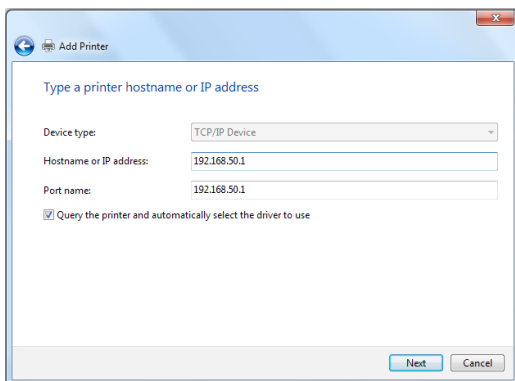 Add Printer
Type a printer hostname or IP address
Device type: TCP/IP Device
Hostname or IP address: 192.168.50.1
Port name: 192.168.50.1
Query the printer and automatically select the driver to use
Next Cancel